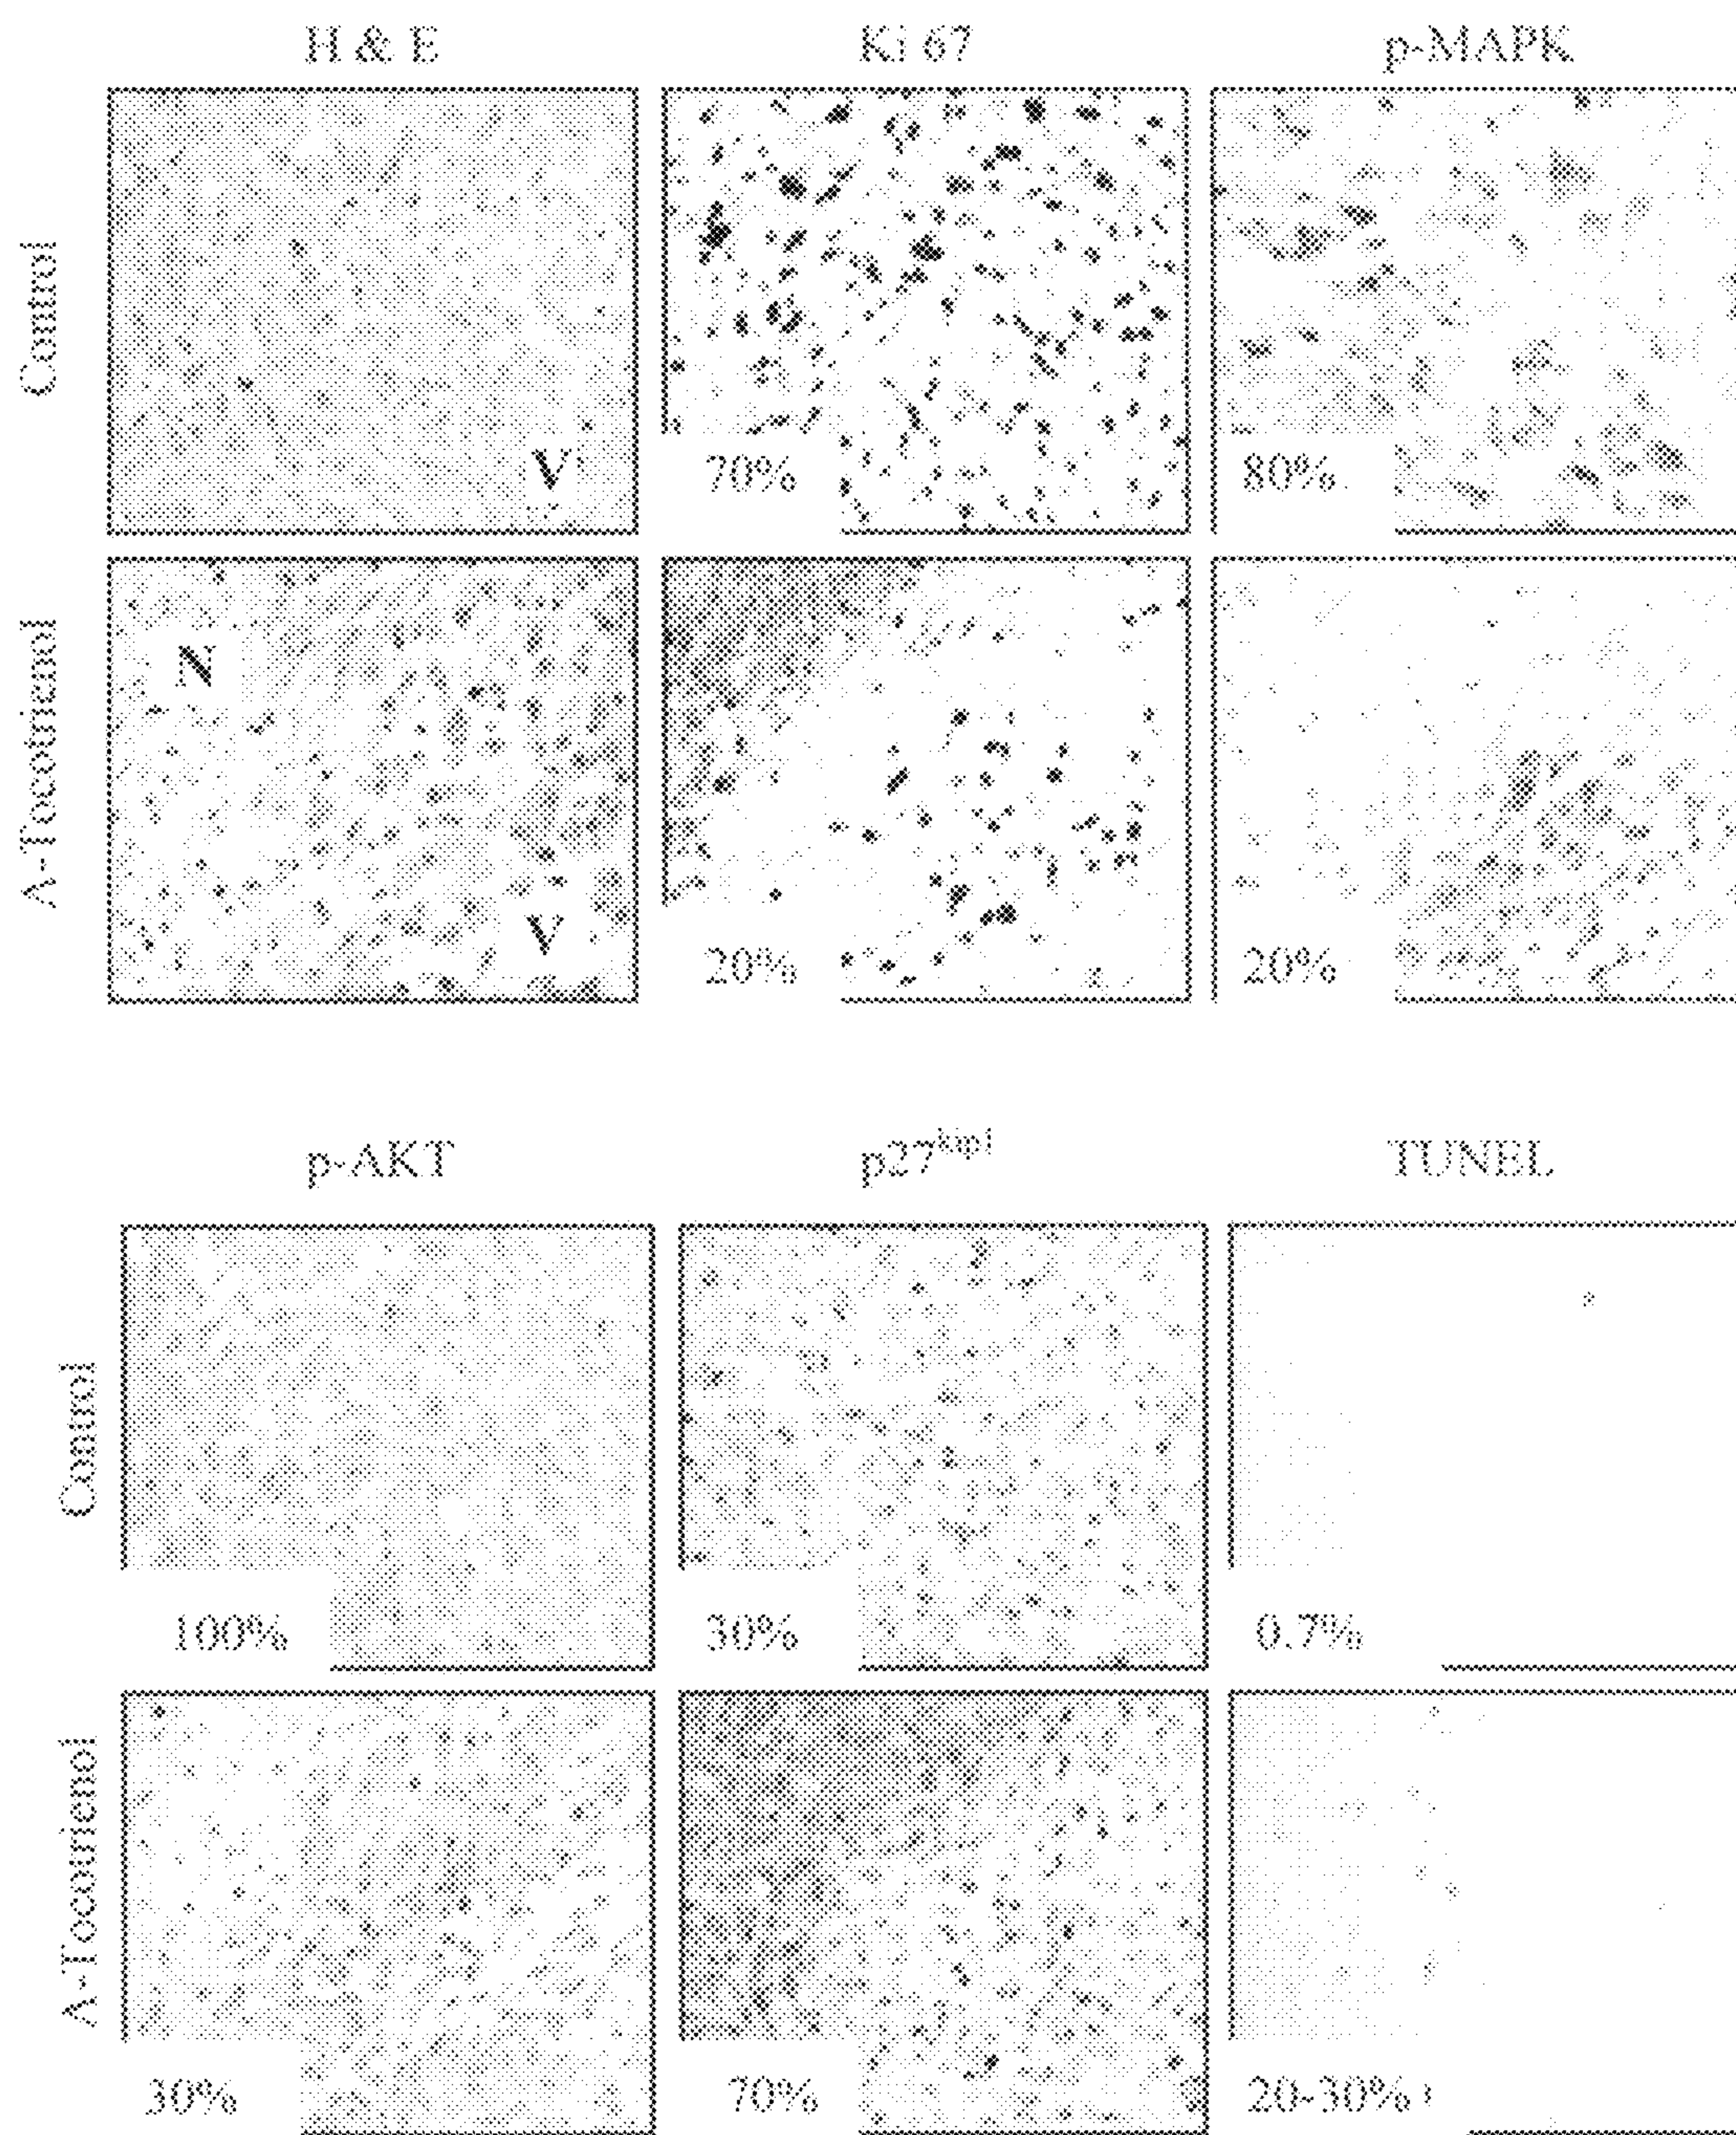 H & E Ki 67 p-MAPK
Control
V
70%
80%
A-Tocotrienol
N
V
20%
20%
p-AKT p27kip1 TUNEL
Control
100%
30%
0.7%
A-Tocotrienol
30%
70%
20-30%